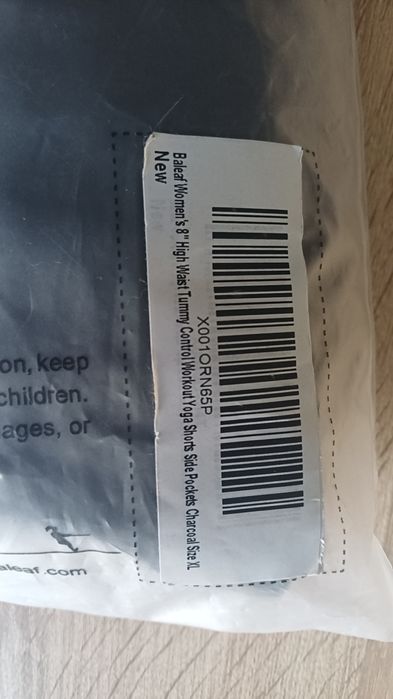 X001ORN65P
Baleaf Women's 8" High Waist Tummy Control Workout Yoga Shorts Side Pockets Charcoal Size XL
New
on, keep
children.
ages, or
aleaf.com